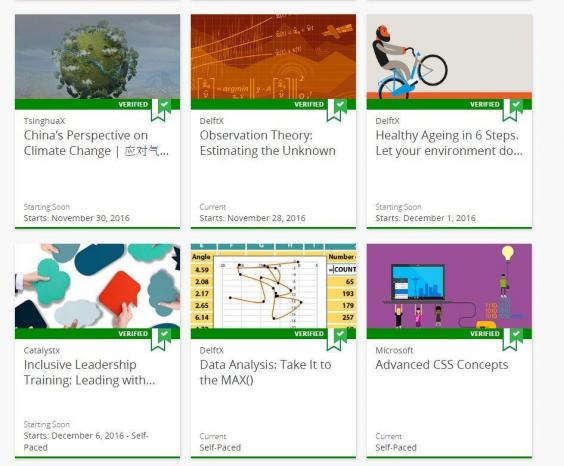 VERIFIED
TsinghuaX
China's Perspective on
Climate Change | 应对气...
Starting Soon
Starts: November 30, 2016
VERIFIED
DelftX
Observation Theory:
Estimating the Unknown
Current
Starts: November 28, 2016
VERIFIED
DelftX
Healthy Ageing in 6 Steps.
Let your environment do...
Starting Soon
Starts: December 1, 2016
VERIFIED
Catalystx
Inclusive Leadership
Training: Leading with...
Starting Soon
Starts: December 6, 2016 - Self-
Paced
E F G H I
Angle
4.59
2.08
2.17
2.65
6.14
Number
=COUNT
65
193
179
257
VERIFIED
DelftX
Data Analysis: Take It to
the MAX()
Current
Self-Paced
VERIFIED
Microsoft
Advanced CSS Concepts
Current
Self-Paced